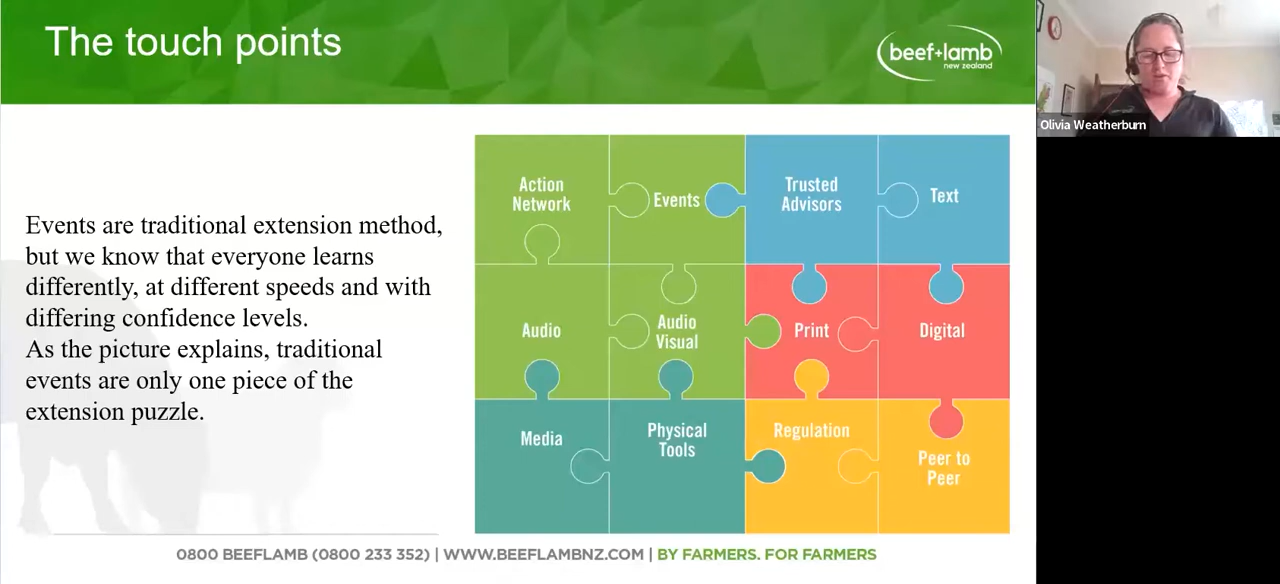 The touch points
beef+lamb
new zealand
Olivia Weatherburn
Events are traditional extension method,
but we know that everyone learns
differently, at different speeds and with
differing confidence levels.
As the picture explains, traditional
events are only one piece of the
extension puzzle.
Action
Network
Events
Trusted
Advisors
Text
Audio
Audio
Visual
Print
Digital
Media
Physical
Tools
Regulation
Peer to
Peer
0800 BEEFLAMB (0800 233 352) | WWW.BEEFLAMBNZ.COM | BY FARMERS. FOR FARMERS